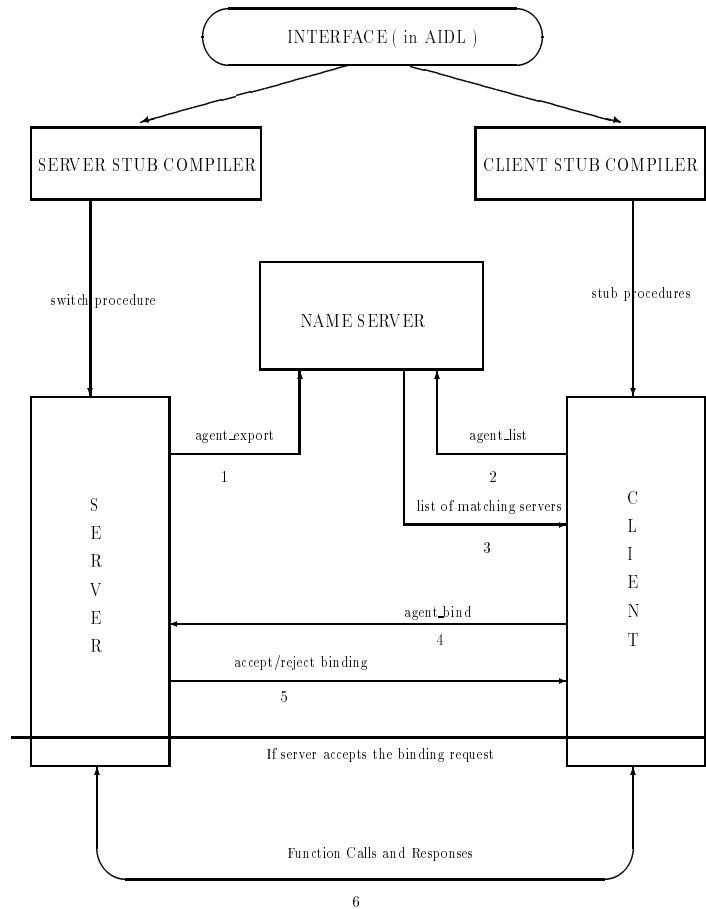 INTERFACE ( in AIDL )
SERVER STUB COMPILER
CLIENT STUB COMPILER
switch procedure
stub procedures
NAME SERVER
agent_export
1
agent_list
2
list of matching servers
3
SERVER
CLIENT
agent_bind
4
accept/reject binding
5
If server accepts the binding request
Function Calls and Responses
6